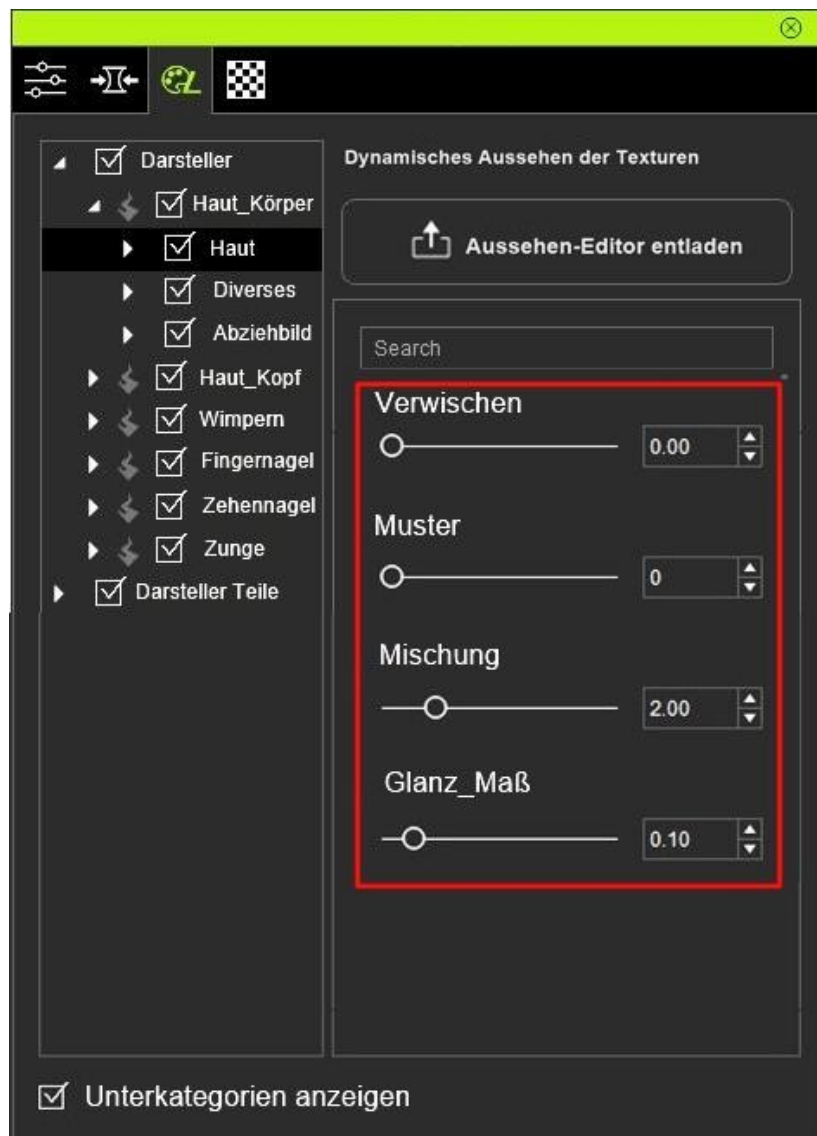 Darsteller
Haut_Körper
Haut
Diverses
Abziehbild
Haut_Kopf
Wimpern
Fingernagel
Zehennagel
Zunge
Darsteller Teile
Dynamisches Aussehen der Texturen
Aussehen-Editor entladen
Search
Verwischen
0.00
Muster
0
Mischung
2.00
Glanz_Maß
0.10
Unterkategorien anzeigen